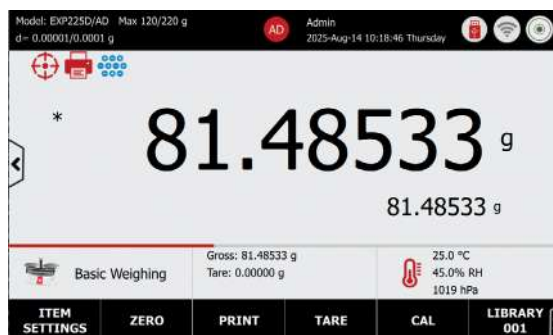 Model: EXP225D/AD Max 120/220 g
d= 0.00001/0.0001 g
AD
Admin
2025-Aug-14 10:18:46 Thursday
*
81.48533 g
81.48533 g
Basic Weighing
Gross: 81.48533 g
Tare: 0.00000 g
25.0 °C
45.0% RH
1019 hPa
ITEM
SETTINGS
ZERO
PRINT
TARE
CAL
LIBRARY
001